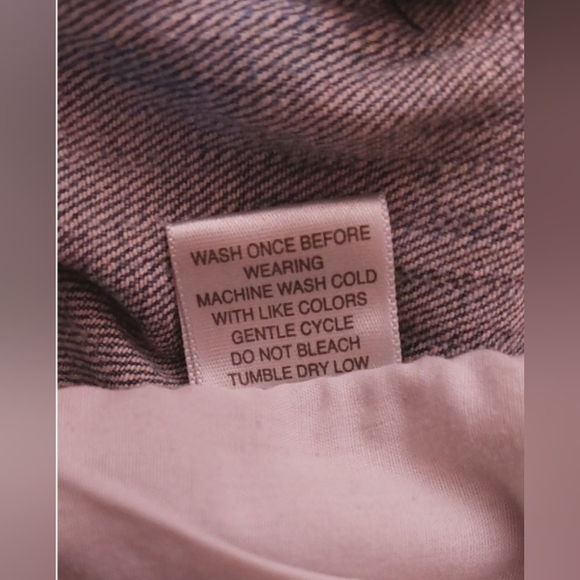 WASH ONCE BEFORE
WEARING
MACHINE WASH COLD
WITH LIKE COLORS
GENTLE CYCLE
DO NOT BLEACH
TUMBLE DRY LOW